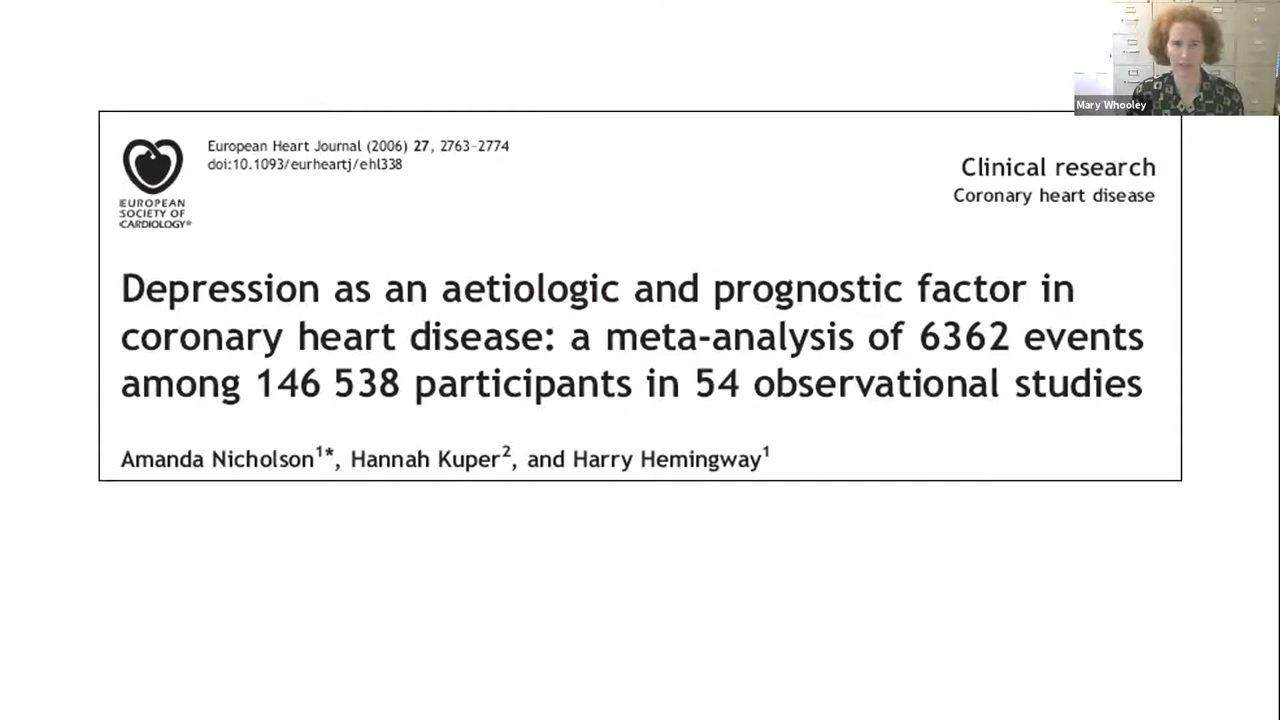 Mary Whooley
European Heart Journal (2006) 27, 2763–2774
doi:10.1093/eurheartj/ehl338
EUROPEAN
SOCIETY OF
CARDIOLOGY®
Clinical research
Coronary heart disease
Depression as an aetiologic and prognostic factor in
coronary heart disease: a meta-analysis of 6362 events
among 146 538 participants in 54 observational studies
Amanda Nicholson1*, Hannah Kuper2, and Harry Hemingway1